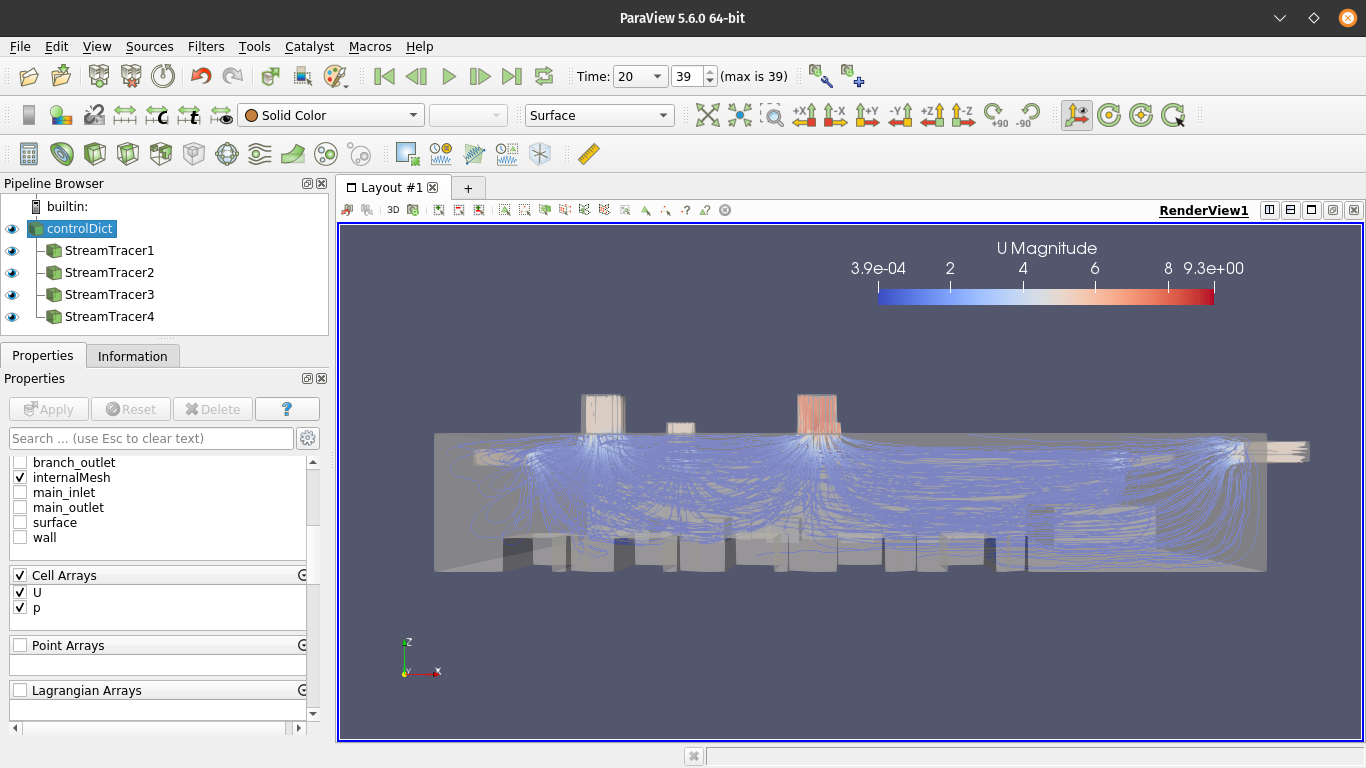 ParaView 5.6.0 64-bit
File Edit View Sources Filters Tools Catalyst Macros Help
Time: 20 39 (max is 39)
Solid Color Surface +X -X +Y -Y +Z -Z +90 -90
Pipeline Browser
builtin:
controlDict
StreamTracer1
StreamTracer2
StreamTracer3
StreamTracer4
Properties Information
Properties
Apply Reset Delete ?
Search ... (use Esc to clear text)
branch_outlet
internalMesh
main_inlet
main_outlet
surface
wall
Cell Arrays
U
p
Point Arrays
Lagrangian Arrays
Layout #1 +
3D RenderView1
U Magnitude
3.9e-04 2 4 6 8 9.3e+00
Z
Y X